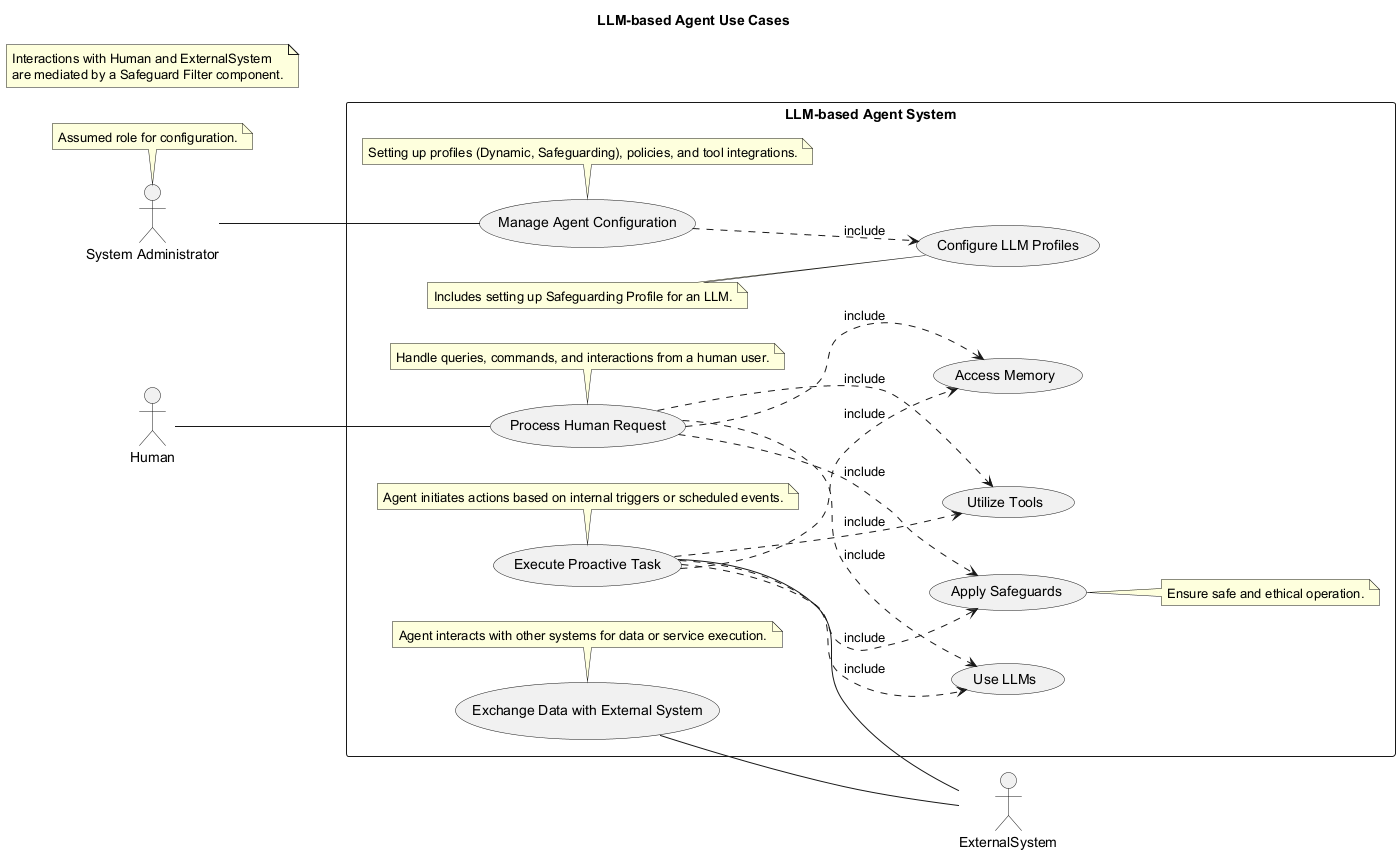 LLM-based Agent Use Cases
Interactions with Human and ExternalSystem
are mediated by a Safeguard Filter component.
LLM-based Agent System
Assumed role for configuration.
Setting up profiles (Dynamic, Safeguarding), policies, and tool integrations.
System Administrator
Manage Agent Configuration
include
Configure LLM Profiles
Includes setting up Safeguarding Profile for an LLM.
include
Handle queries, commands, and interactions from a human user.
Access Memory
include
include
Human
Process Human Request
include
Agent initiates actions based on internal triggers or scheduled events.
Utilize Tools
include
include
Execute Proactive Task
Apply Safeguards
Ensure safe and ethical operation.
Agent interacts with other systems for data or service execution.
include
include
Use LLMs
Exchange Data with External System
ExternalSystem